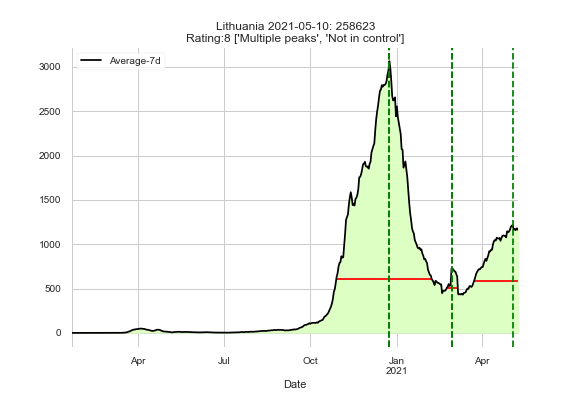 Lithuania 2021-05-10: 258623
Rating:8 ['Multiple peaks', 'Not in control']
Average-7d
3000
2500
2000
1500
1000
500
0
Apr Jul Oct Jan Apr
2021
Date